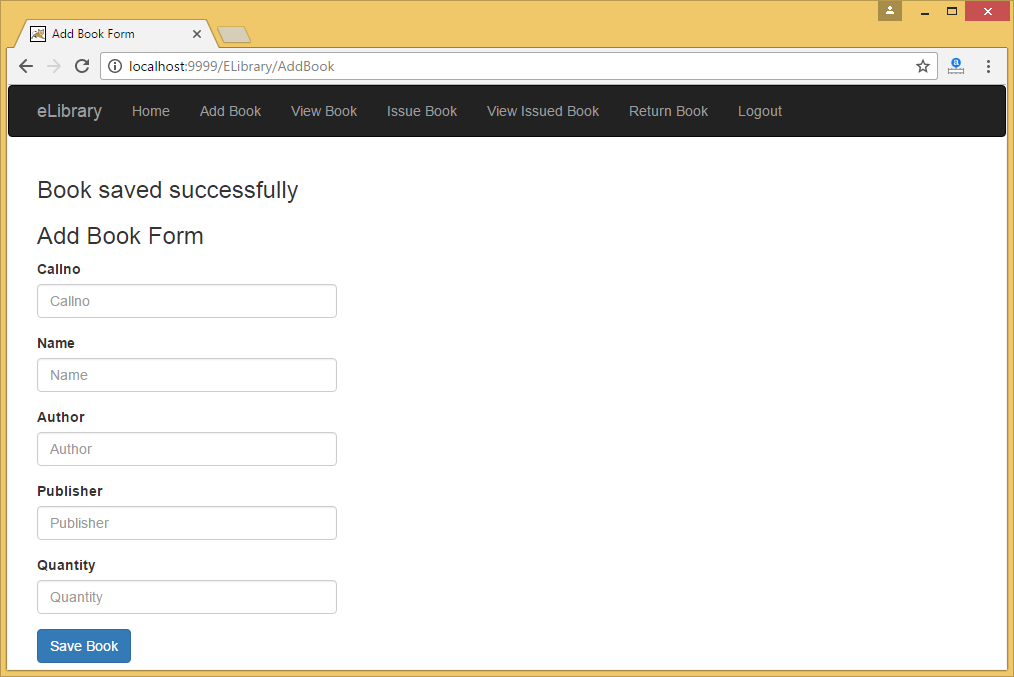 Add Book Form
localhost:9999/ELibrary/AddBook
eLibrary Home Add Book View Book Issue Book View Issued Book Return Book Logout
Book saved successfully
Add Book Form
Callno
Callno
Name
Name
Author
Author
Publisher
Publisher
Quantity
Quantity
Save Book